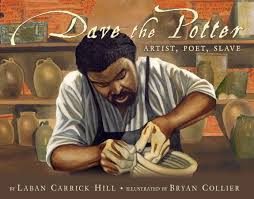 Dave the Potter
ARTIST, POET, SLAVE
BY LABAN CARRICK HILL • ILLUSTRATED BY BRYAN COLLIER